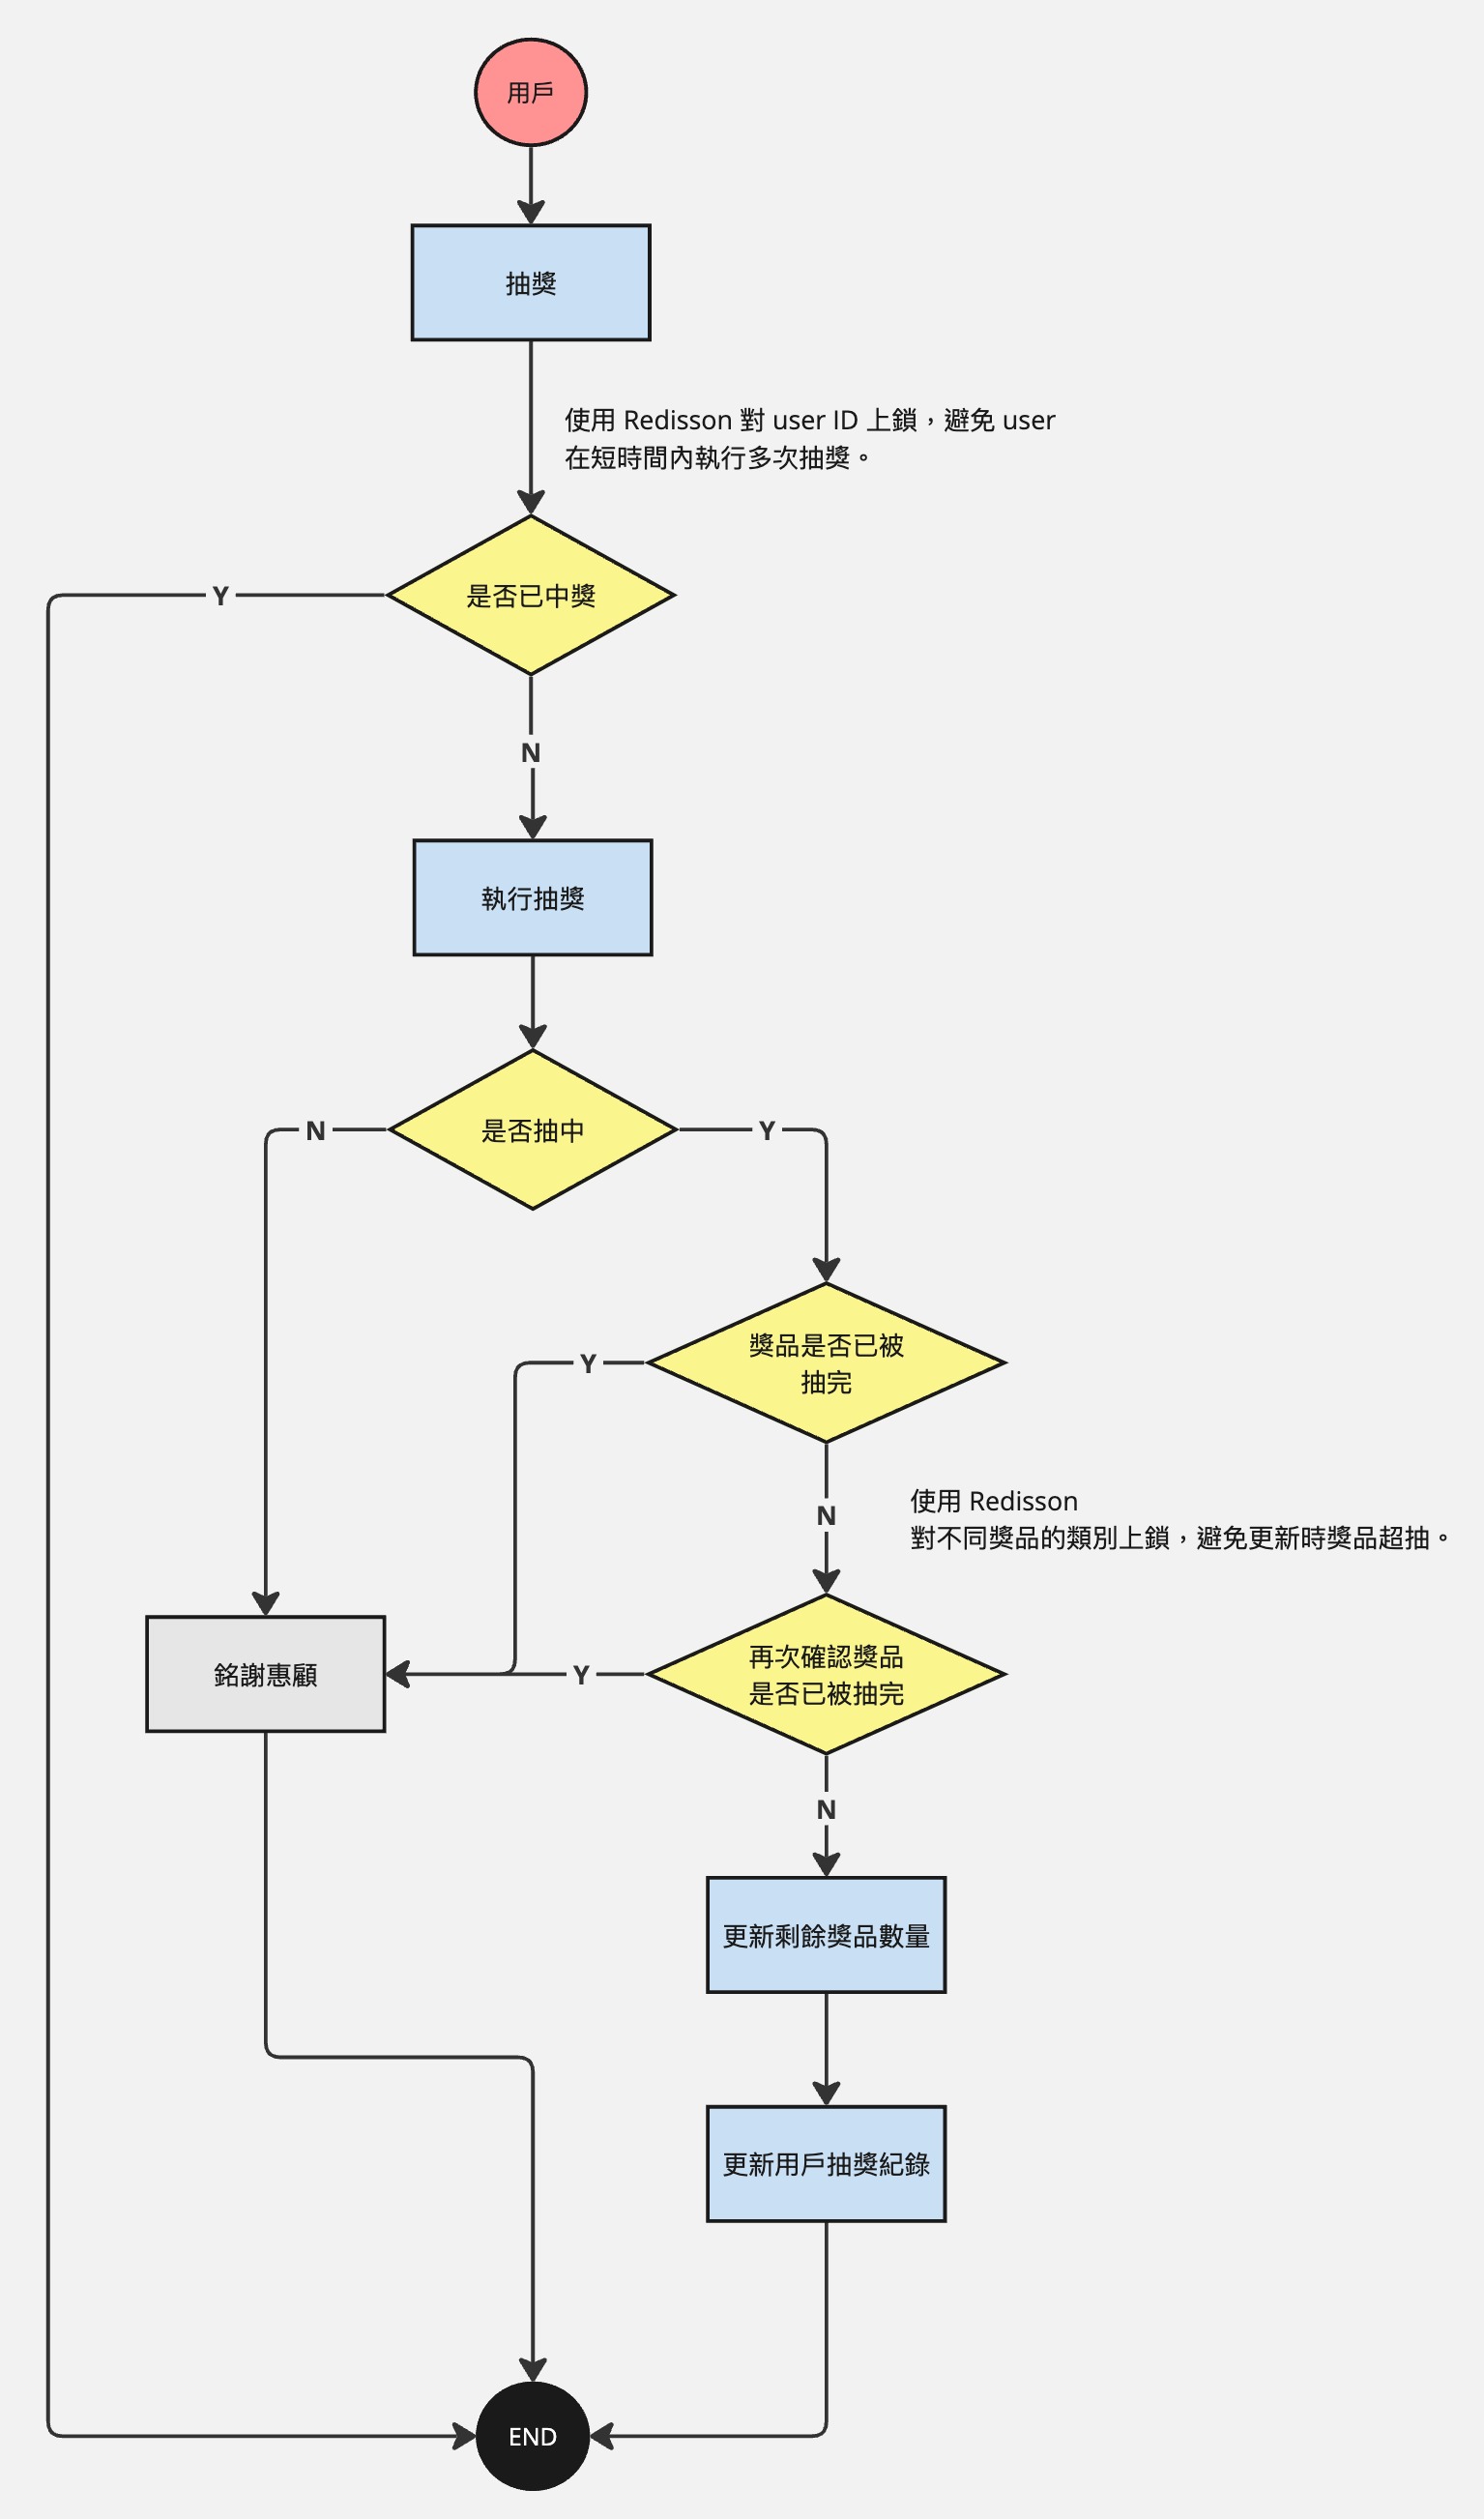 用戶
抽獎
使用 Redisson 對 user ID 上鎖，避免 user
在短時間內執行多次抽獎。
是否已中獎
Y
N
執行抽獎
是否抽中
N
Y
獎品是否已被
抽完
Y
N
使用 Redisson
對不同獎品的類別上鎖，避免更新時獎品超抽。
再次確認獎品
是否已被抽完
Y
銘謝惠顧
N
更新剩餘獎品數量
更新用戶抽獎紀錄
END